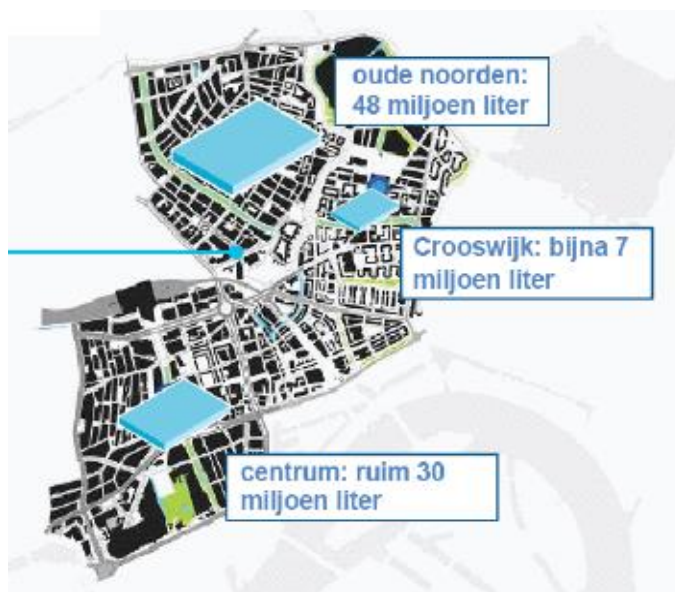 oude noorden:
48 miljoen liter
Crooswijk: bijna 7
miljoen liter
centrum: ruim 30
miljoen liter